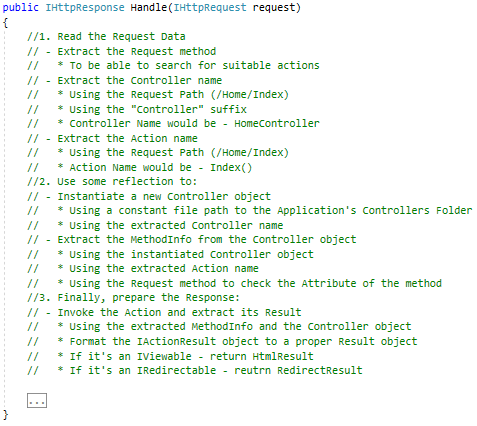 public IHttpResponse Handle(IHttpRequest request)
{
//1. Read the Request Data
// - Extract the Request method
//   * To be able to search for suitable actions
// - Extract the Controller name
//   * Using the Request Path (/Home/Index)
//   * Using the "Controller" suffix
//   * Controller Name would be - HomeController
// - Extract the Action name
//   * Using the Request Path (/Home/Index)
//   * Action Name would be - Index()
//2. Use some reflection to:
// - Instantiate a new Controller object
//   * Using a constant file path to the Application's Controllers Folder
//   * Using the extracted Controller name
// - Extract the MethodInfo from the Controller object
//   * Using the instantiated Controller object
//   * Using the extracted Action name
//   * Using the Request method to check the Attribute of the method
//3. Finally, prepare the Response:
// - Invoke the Action and extract its Result
//   * Using the extracted MethodInfo and the Controller object
//   * Format the IActionResult object to a proper Result object
//   * If it's an IViewable - return HtmlResult
//   * If it's an IRedirectable - reutrn RedirectResult
...
}